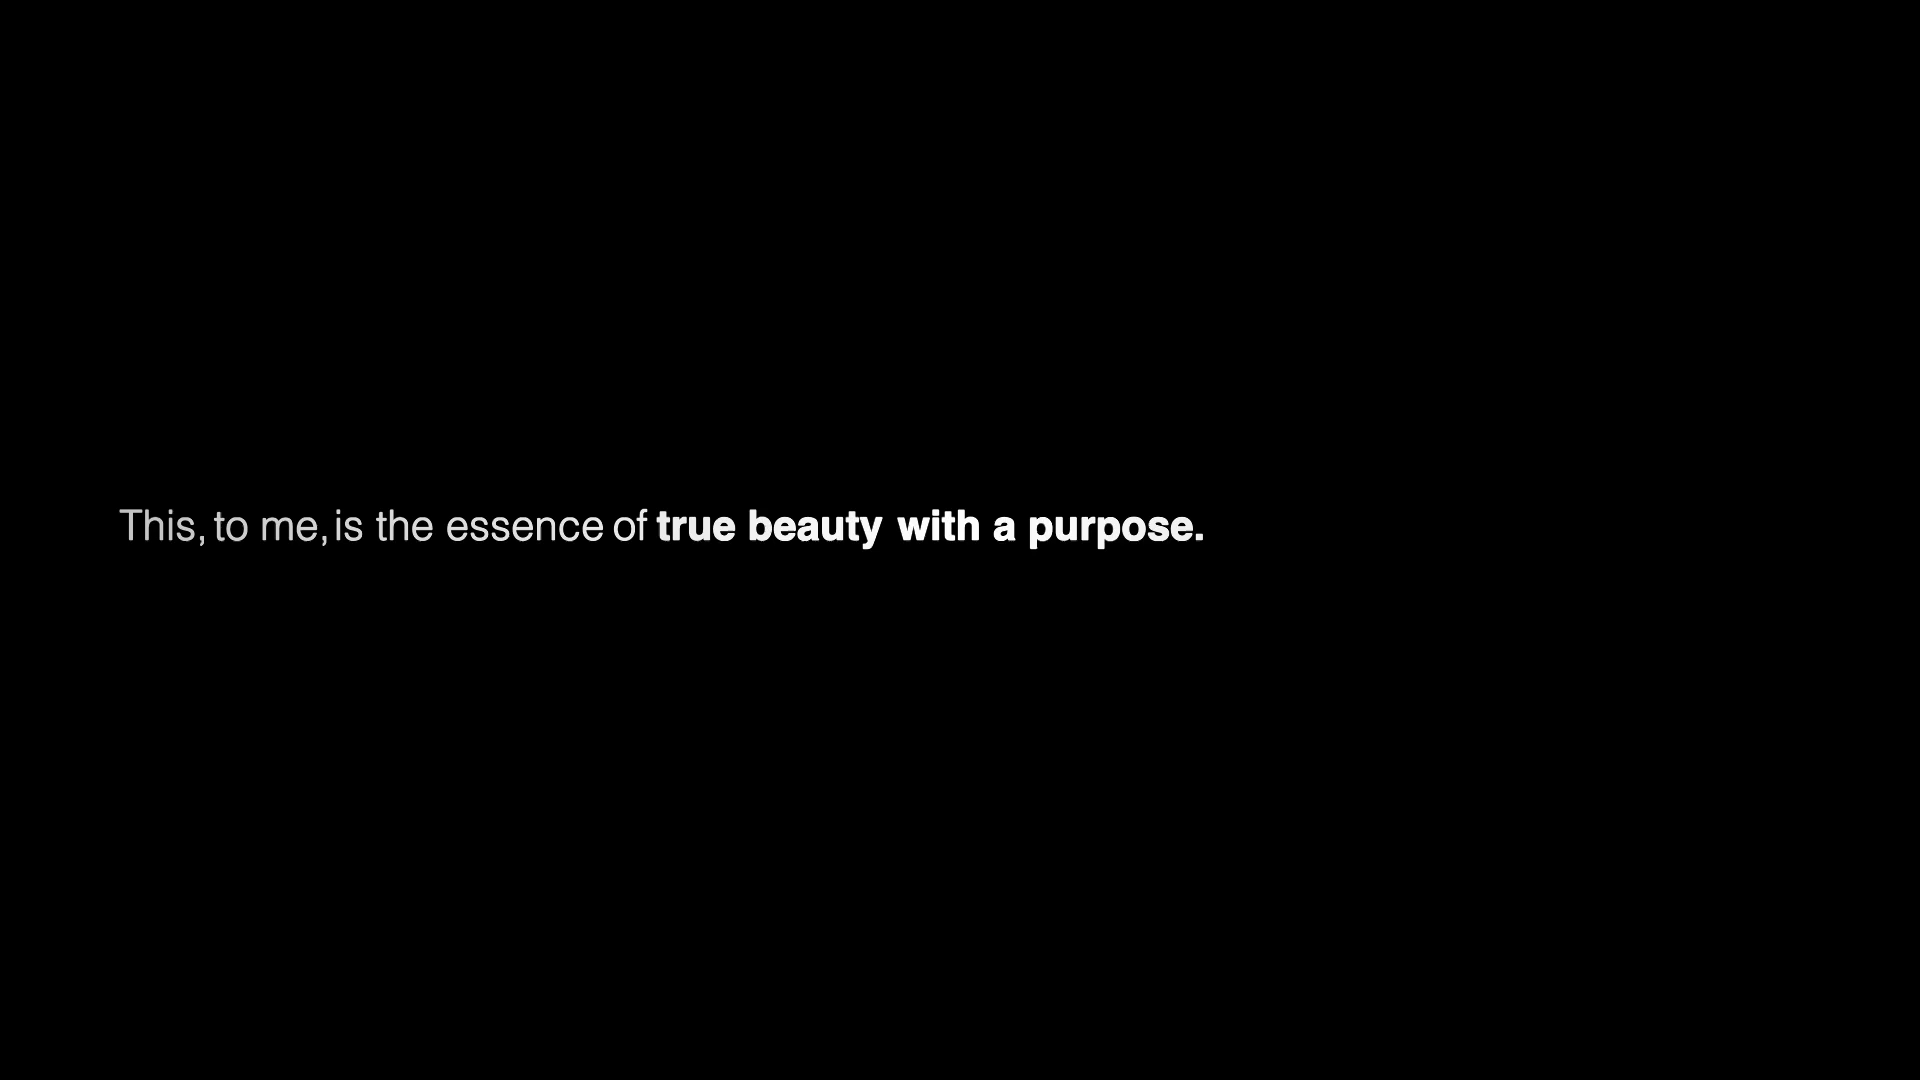 This, to me, is the essence of true beauty with a purpose.